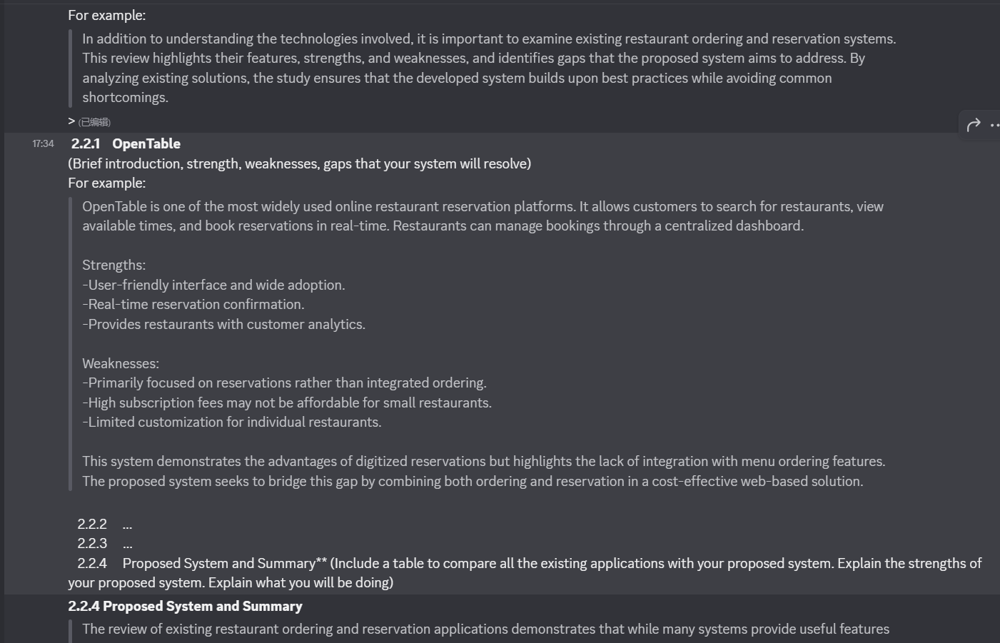 For example:
In addition to understanding the technologies involved, it is important to examine existing restaurant ordering and reservation systems.
This review highlights their features, strengths, and weaknesses, and identifies gaps that the proposed system aims to address. By
analyzing existing solutions, the study ensures that the developed system builds upon best practices while avoiding common
shortcomings.
> (已编辑)
17:34 2.2.1 OpenTable
(Brief introduction, strength, weaknesses, gaps that your system will resolve)
For example:
OpenTable is one of the most widely used online restaurant reservation platforms. It allows customers to search for restaurants, view
available times, and book reservations in real-time. Restaurants can manage bookings through a centralized dashboard.
Strengths:
-User-friendly interface and wide adoption.
-Real-time reservation confirmation.
-Provides restaurants with customer analytics.
Weaknesses:
-Primarily focused on reservations rather than integrated ordering.
-High subscription fees may not be affordable for small restaurants.
-Limited customization for individual restaurants.
This system demonstrates the advantages of digitized reservations but highlights the lack of integration with menu ordering features.
The proposed system seeks to bridge this gap by combining both ordering and reservation in a cost-effective web-based solution.
2.2.2 ...
2.2.3 ...
2.2.4 Proposed System and Summary** (Include a table to compare all the existing applications with your proposed system. Explain the strengths of
your proposed system. Explain what you will be doing)
2.2.4 Proposed System and Summary
The review of existing restaurant ordering and reservation applications demonstrates that while many systems provide useful features